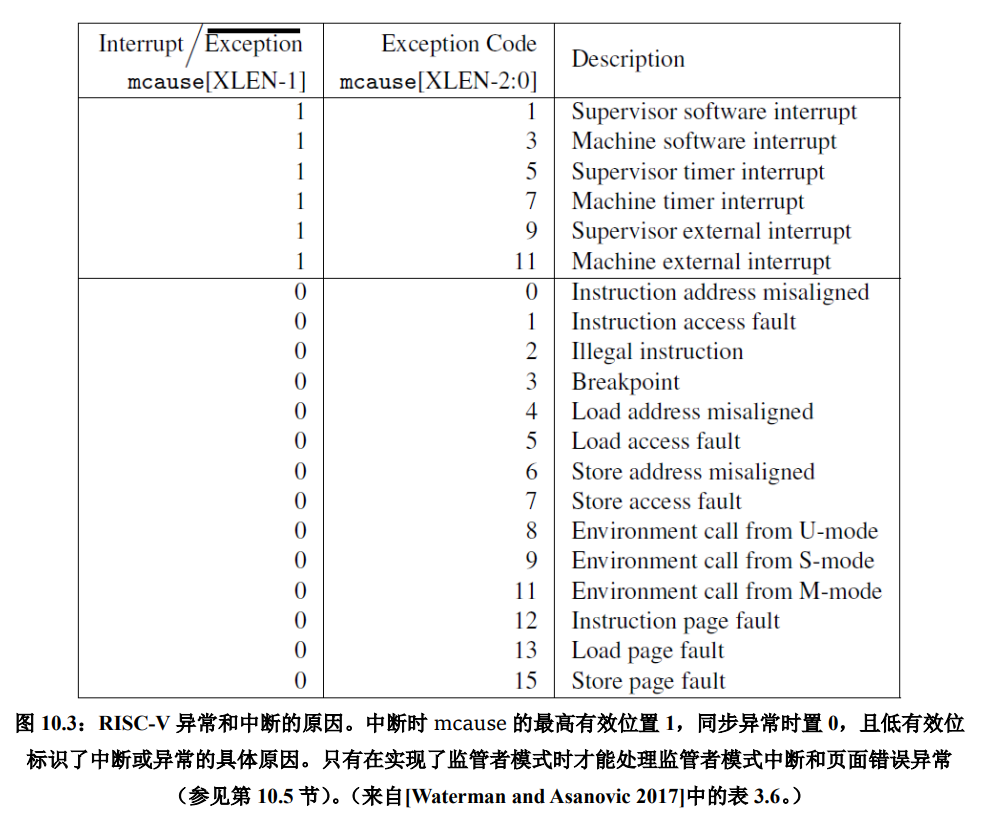 Interrupt / Exception Exception Code Description
mcause[XLEN-1] mcause[XLEN-2:0]
1 1 Supervisor software interrupt
1 3 Machine software interrupt
1 5 Supervisor timer interrupt
1 7 Machine timer interrupt
1 9 Supervisor external interrupt
1 11 Machine external interrupt
0 0 Instruction address misaligned
0 1 Instruction access fault
0 2 Illegal instruction
0 3 Breakpoint
0 4 Load address misaligned
0 5 Load access fault
0 6 Store address misaligned
0 7 Store access fault
0 8 Environment call from U-mode
0 9 Environment call from S-mode
0 11 Environment call from M-mode
0 12 Instruction page fault
0 13 Load page fault
0 15 Store page fault
图 10.3：RISC-V 异常和中断的原因。中断时 mcause 的最高有效位置 1，同步异常时置 0，且低有效位
标识了中断或异常的具体原因。只有在实现了监管者模式时才能处理监管者模式中断和页面错误异常
（参见第 10.5 节）。（来自[Waterman and Asanovic 2017]中的表 3.6。）